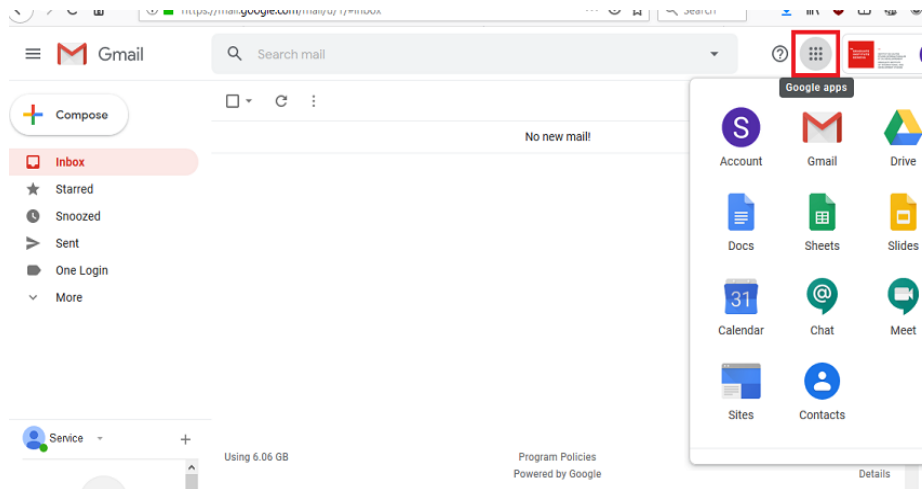 https://mail.google.com/mail/u/1/#inbox
Search
Gmail
Search mail
Google apps
Compose
No new mail!
Inbox
Starred
Snoozed
Sent
One Login
More
S
Account
Gmail
Drive
Docs
Sheets
Slides
31
Calendar
Chat
Meet
Sites
Contacts
Service
Using 6.06 GB
Program Policies
Powered by Google
Details